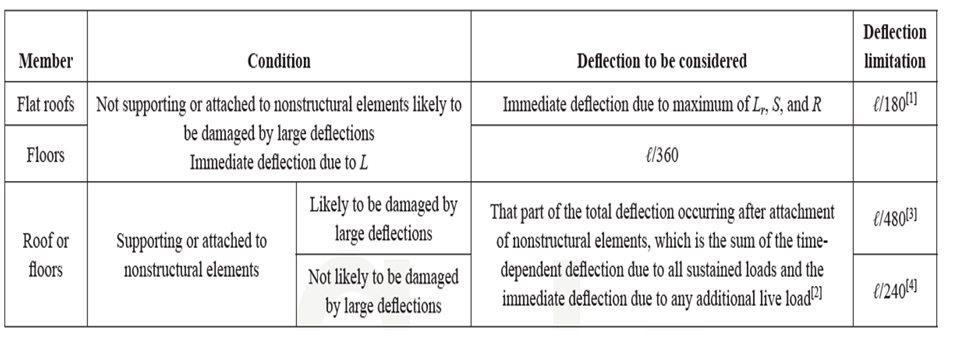 Member
Condition
Deflection to be considered
Deflection
limitation
Flat roofs
Not supporting or attached to nonstructural elements likely to
be damaged by large deflections
Immediate deflection due to L
Immediate deflection due to maximum of Lr, S, and R
ℓ/180[1]
Floors
ℓ/360
Roof or
floors
Supporting or attached to
nonstructural elements
Likely to be damaged by
large deflections
Not likely to be damaged
by large deflections
That part of the total deflection occurring after attachment
of nonstructural elements, which is the sum of the time-
dependent deflection due to all sustained loads and the
immediate deflection due to any additional live load[2]
ℓ/480[3]
ℓ/240[4]